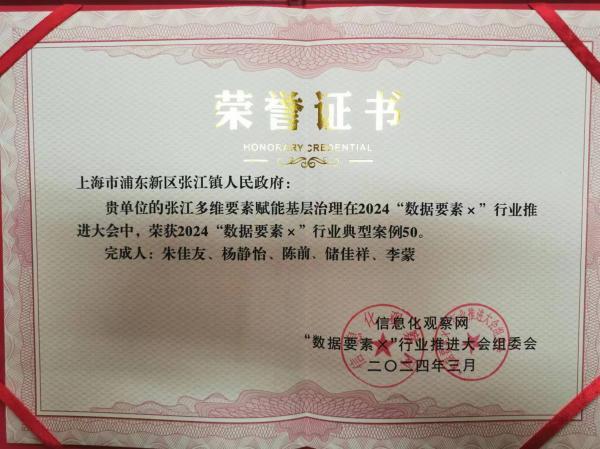 荣誉证书
HONORARY CREDENTIAL
上海市浦东新区张江镇人民政府：
贵单位的张江多维要素赋能基层治理在2024“数据要素×”行业推
进大会中，荣获2024“数据要素×”行业典型案例50。
完成人：朱佳友、杨静怡、陈前、储佳祥、李蒙
信息化观察网
“数据要素×”行业推进大会组委会
二〇二四年三月